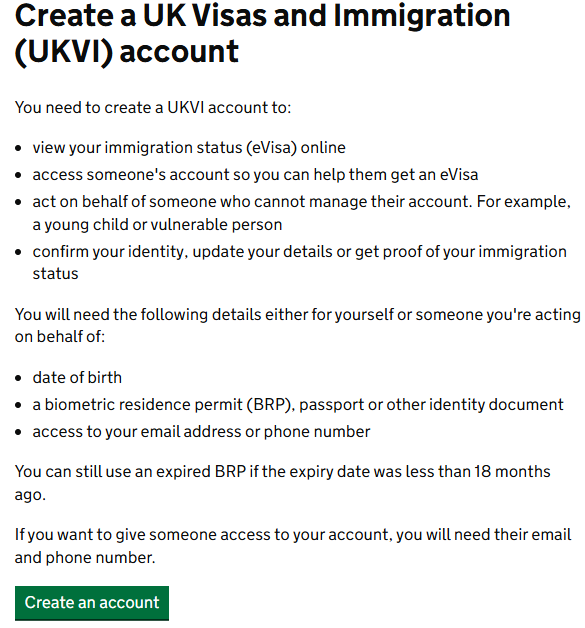 Create a UK Visas and Immigration
(UKVI) account
You need to create a UKVI account to:
• view your immigration status (eVisa) online
• access someone's account so you can help them get an eVisa
• act on behalf of someone who cannot manage their account. For example,
a young child or vulnerable person
• confirm your identity, update your details or get proof of your immigration
status
You will need the following details either for yourself or someone you're acting
on behalf of:
• date of birth
• a biometric residence permit (BRP), passport or other identity document
• access to your email address or phone number
You can still use an expired BRP if the expiry date was less than 18 months
ago.
If you want to give someone access to your account, you will need their email
and phone number.
Create an account